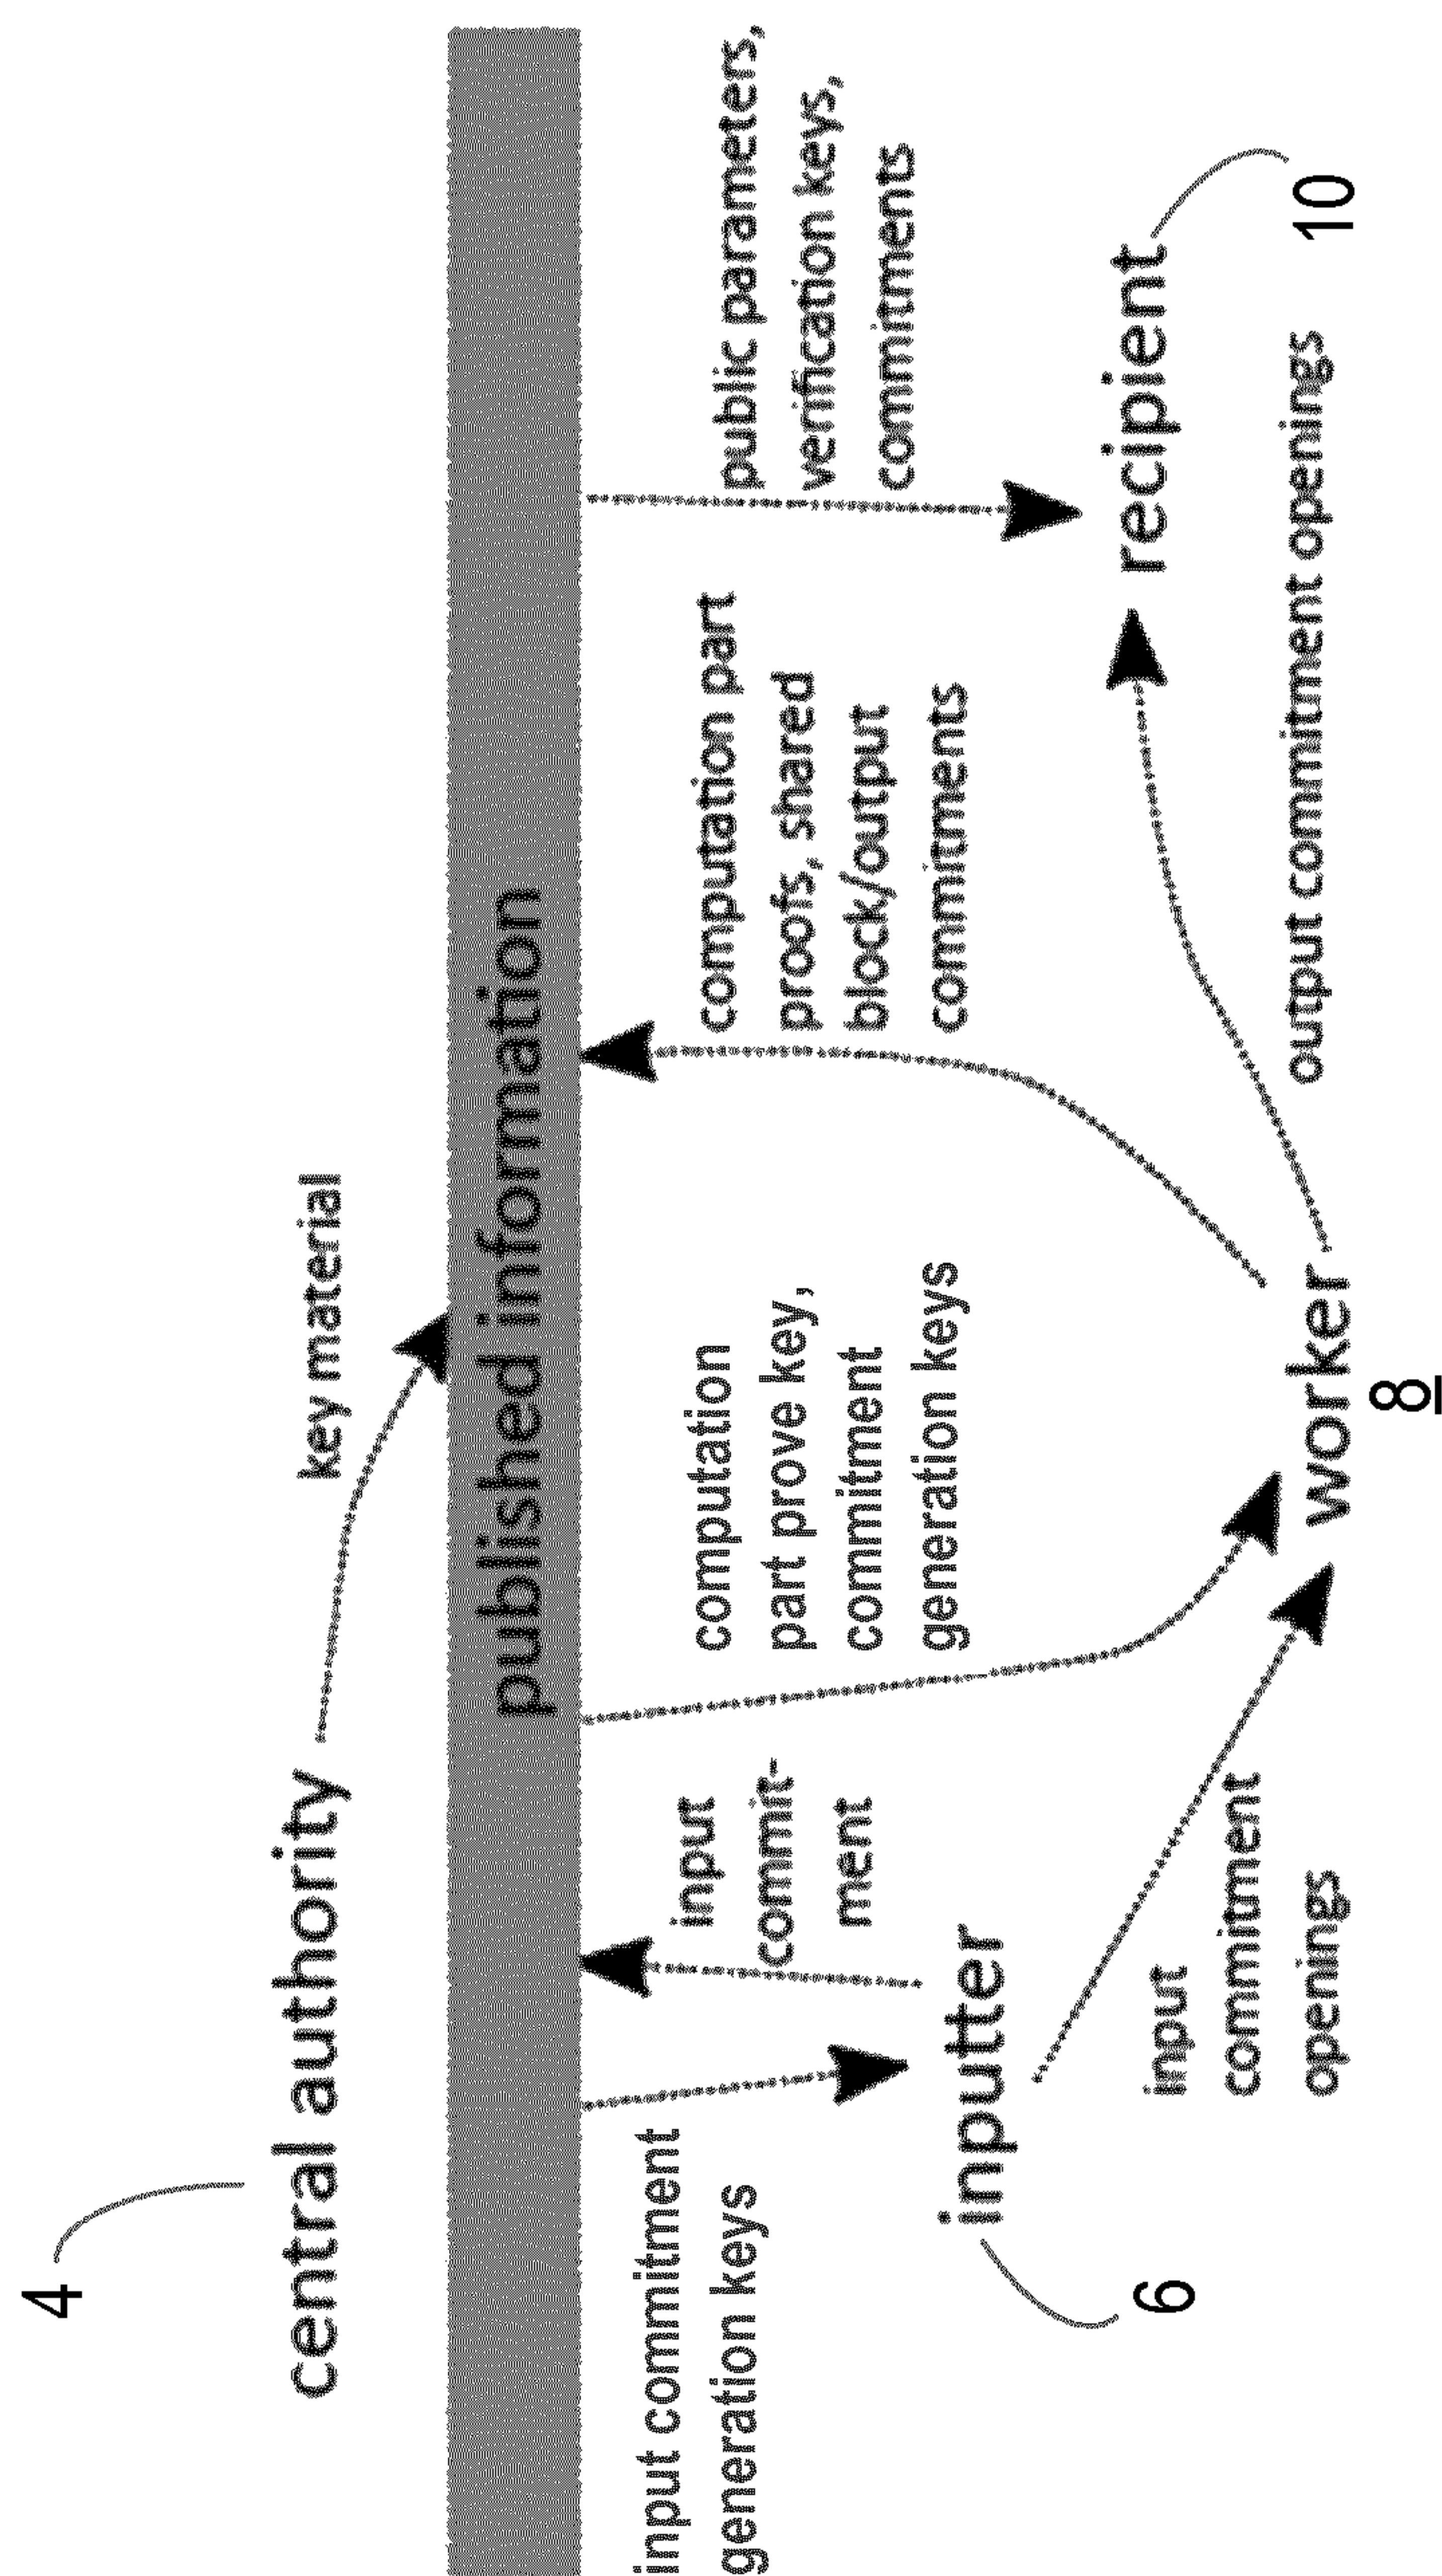 4
central authority
key material
published information
input commitment
generation keys
input
commit-
ment
computation
part prove key,
commitment
generation keys
computation part
proofs, shared
block/output
commitments
public parameters,
verification keys,
commitments
inputter
6
input
commitment
openings
worker
8
output commitment openings
recipient
10